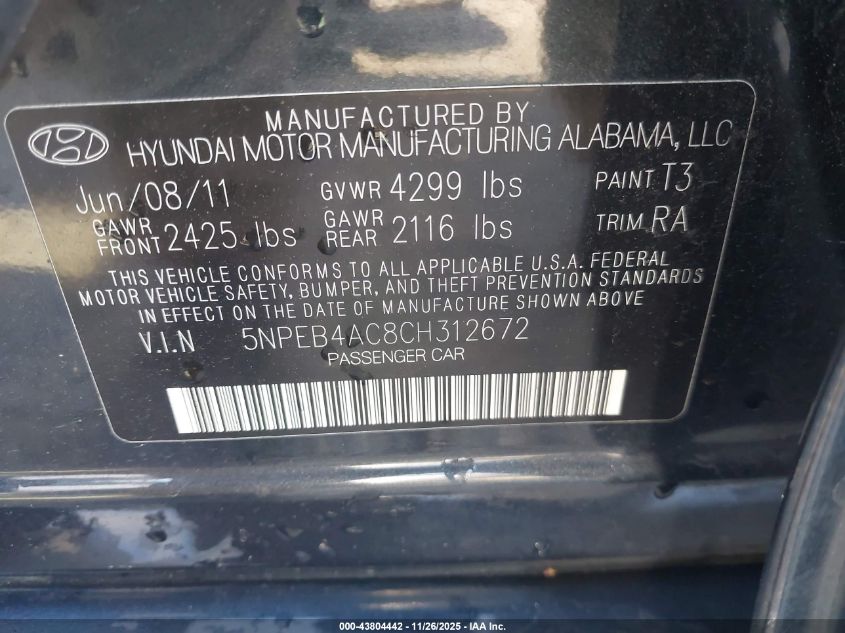 MANUFACTURED BY
HYUNDAI MOTOR MANUFACTURING ALABAMA, LLC
Jun/08/11 GVWR 4299 lbs PAINT T3
GAWR FRONT 2425 lbs GAWR REAR 2116 lbs TRIM RA
THIS VEHICLE CONFORMS TO ALL APPLICABLE U.S.A. FEDERAL
MOTOR VEHICLE SAFETY, BUMPER, AND THEFT PREVENTION STANDARDS
IN EFFECT ON THE DATE OF MANUFACTURE SHOWN ABOVE
V.I.N 5NPEB4AC8CH312672
PASSENGER CAR
000-43804442 - 11/26/2025 - IAA Inc.